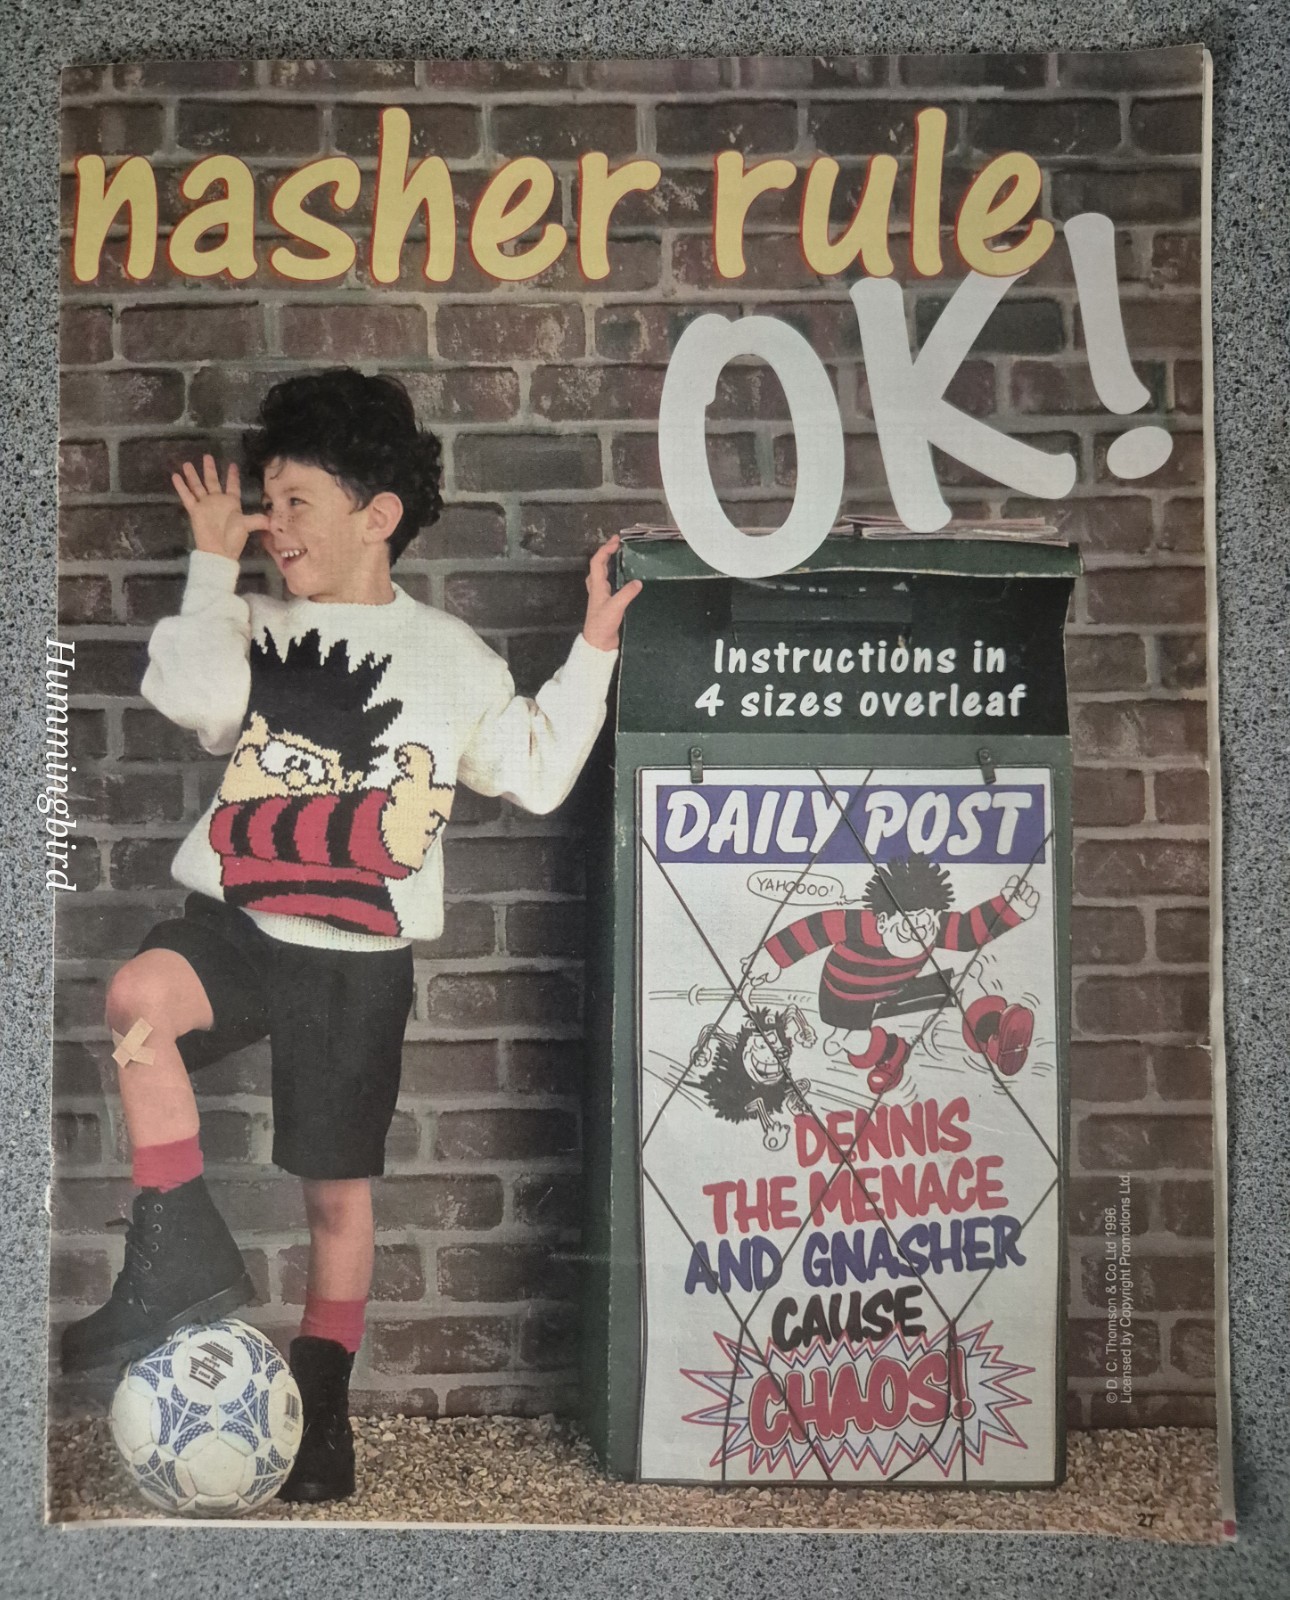 nasher rule
OK!
Instructions in
4 sizes overleaf
DAILY POST
YAHOOOO!
DENNIS
THE MENACE
AND GNASHER
CAUSE
CHAOS!
© D. C. Thomson & Co Ltd 1996.
Licensed by Copyright Promotions Ltd.
27
Hummingbird